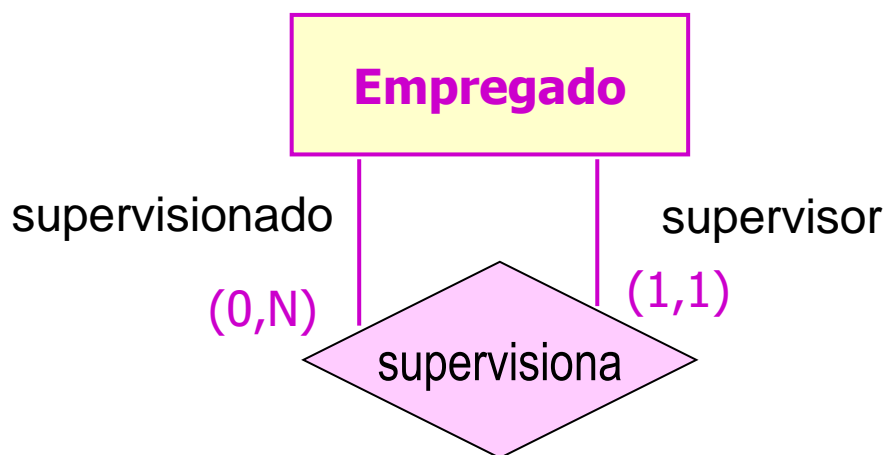 Empregado
supervisionado
supervisor
(0,N)
(1,1)
supervisiona